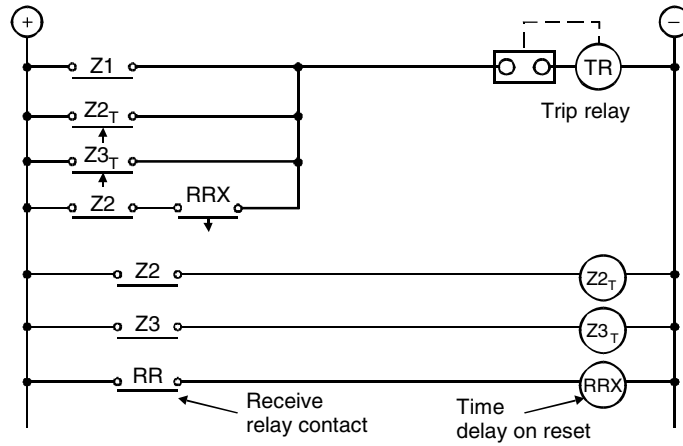 + −
Z1 TR
Trip relay
Z2T
Z3T
Z2 RRX
Z2 Z2T
Z3 Z3T
RR RRX
Receive
relay contact
Time
delay on reset